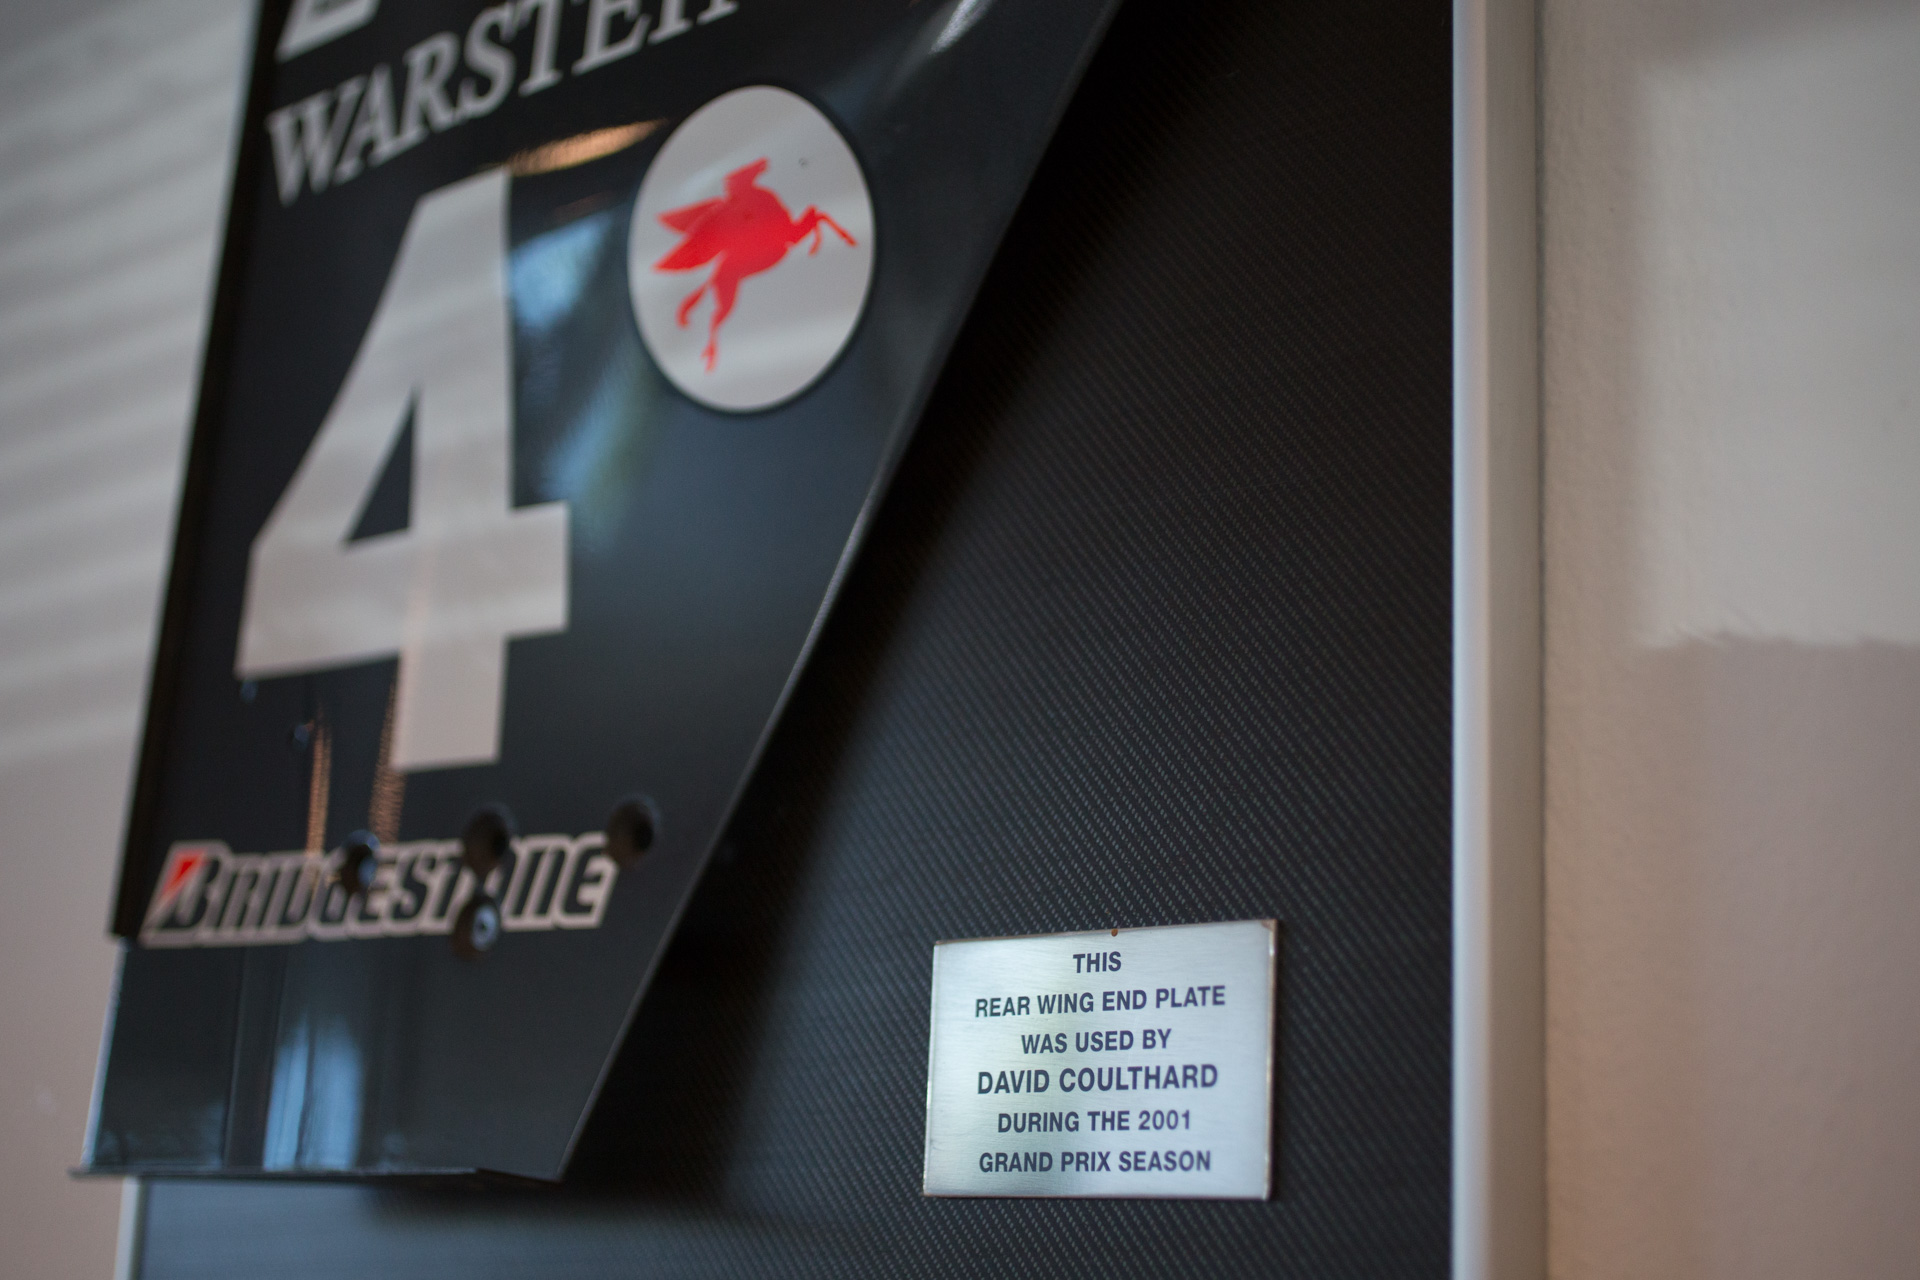 WARSTEI
4
BRIDGESTONE
THIS
REAR WING END PLATE
WAS USED BY
DAVID COULTHARD
DURING THE 2001
GRAND PRIX SEASON